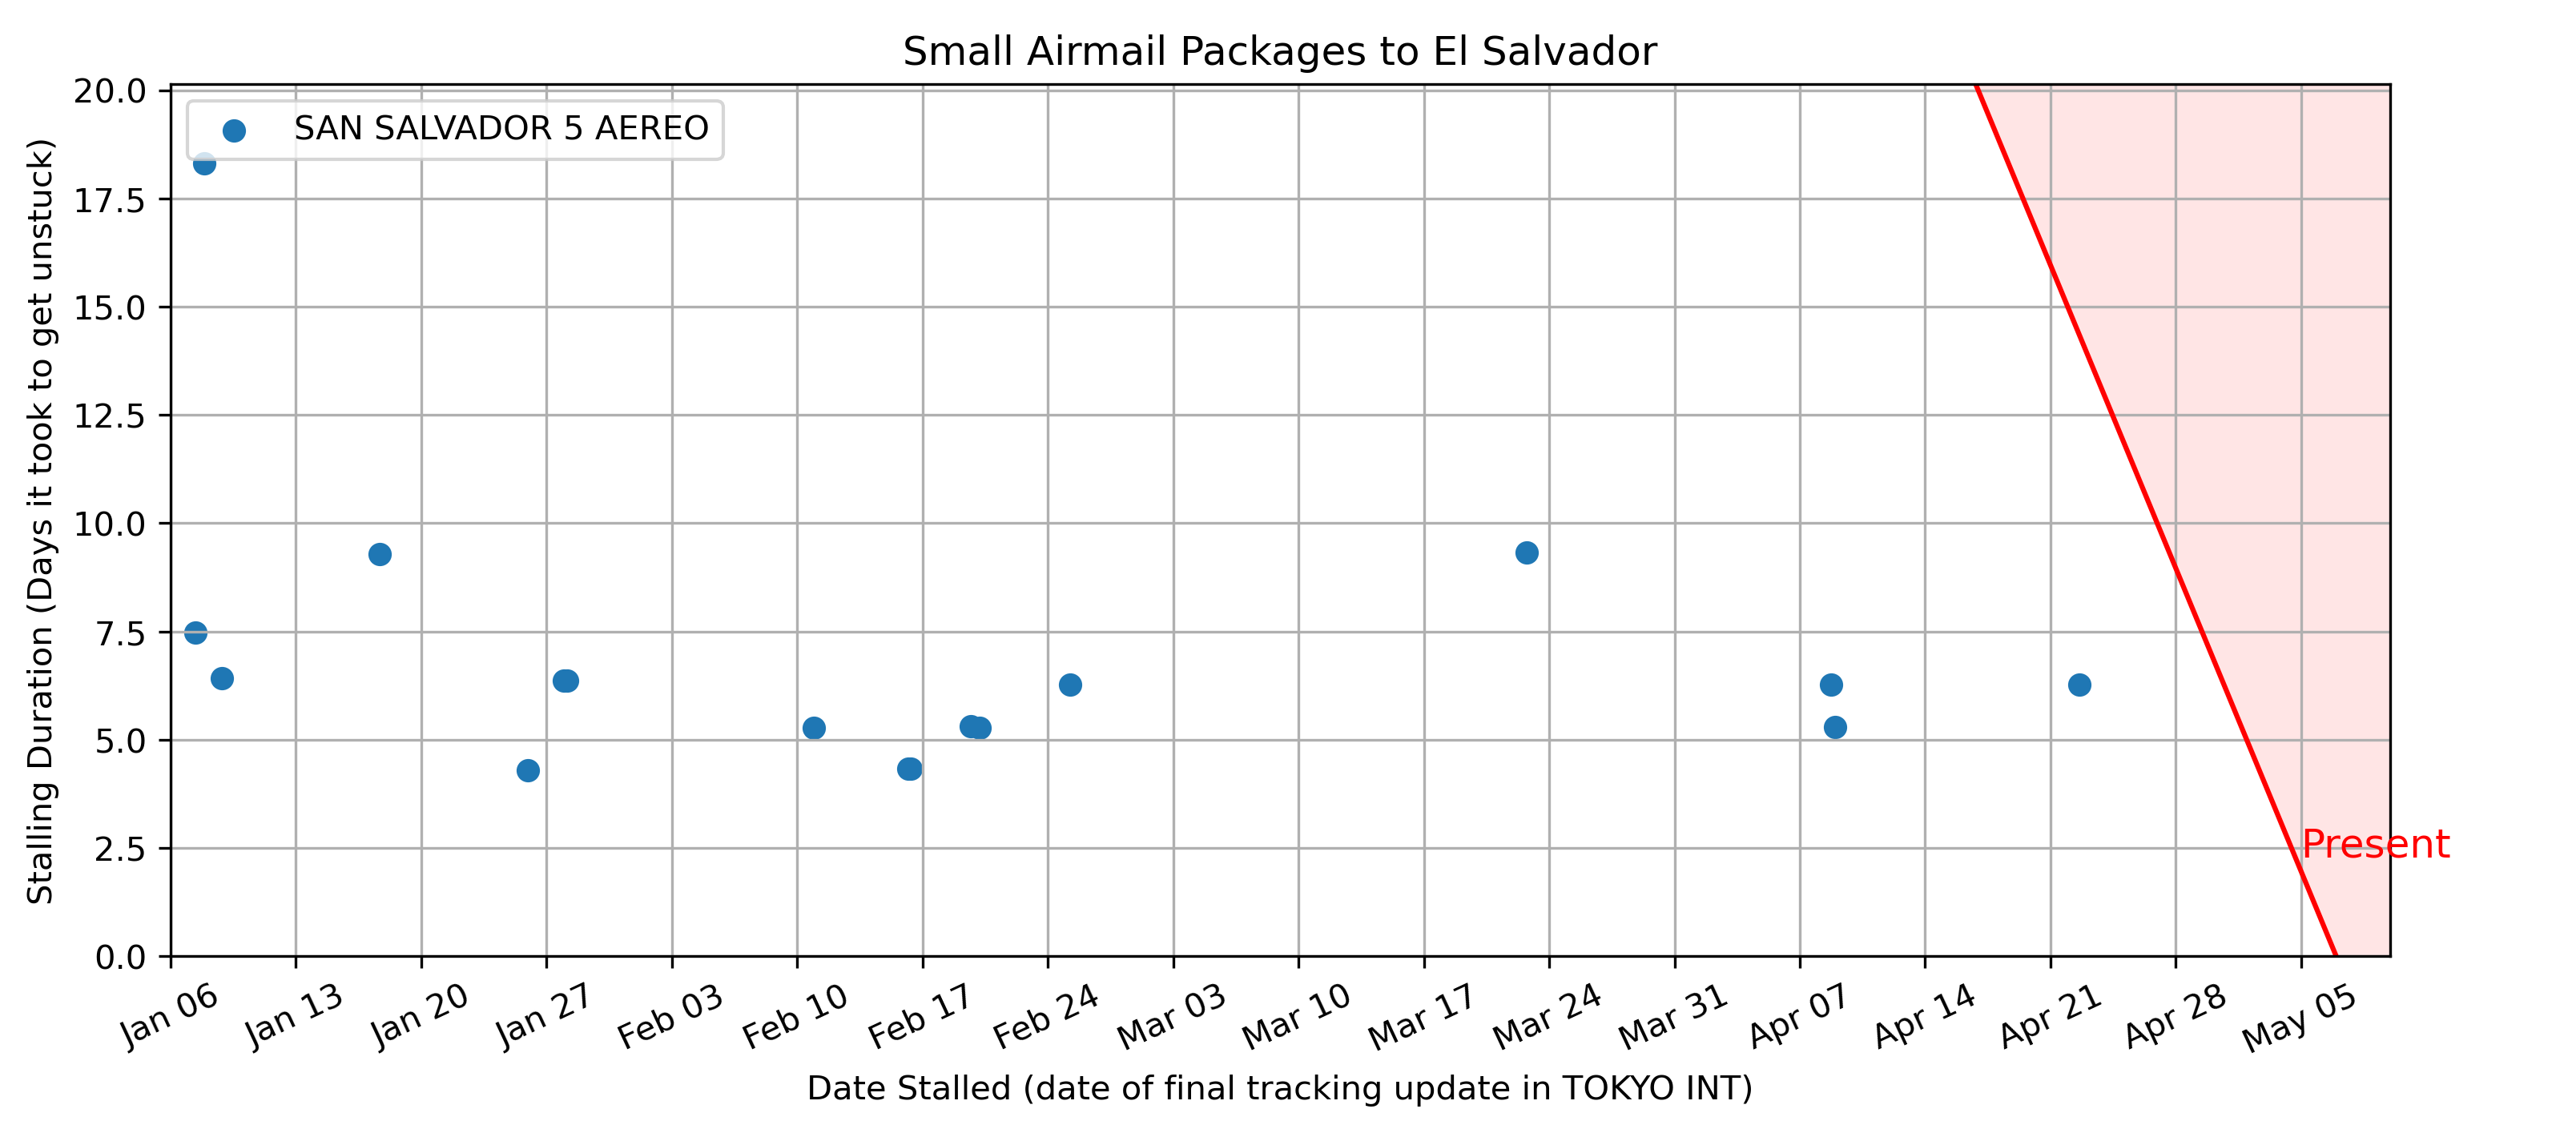 Small Airmail Packages to El Salvador
SAN SALVADOR 5 AEREO
Stalling Duration (Days it took to get unstuck)
20.0
17.5
15.0
12.5
10.0
7.5
5.0
2.5
0.0
Present
Jan 06
Jan 13
Jan 20
Jan 27
Feb 03
Feb 10
Feb 17
Feb 24
Mar 03
Mar 10
Mar 17
Mar 24
Mar 31
Apr 07
Apr 14
Apr 21
Apr 28
May 05
Date Stalled (date of final tracking update in TOKYO INT)